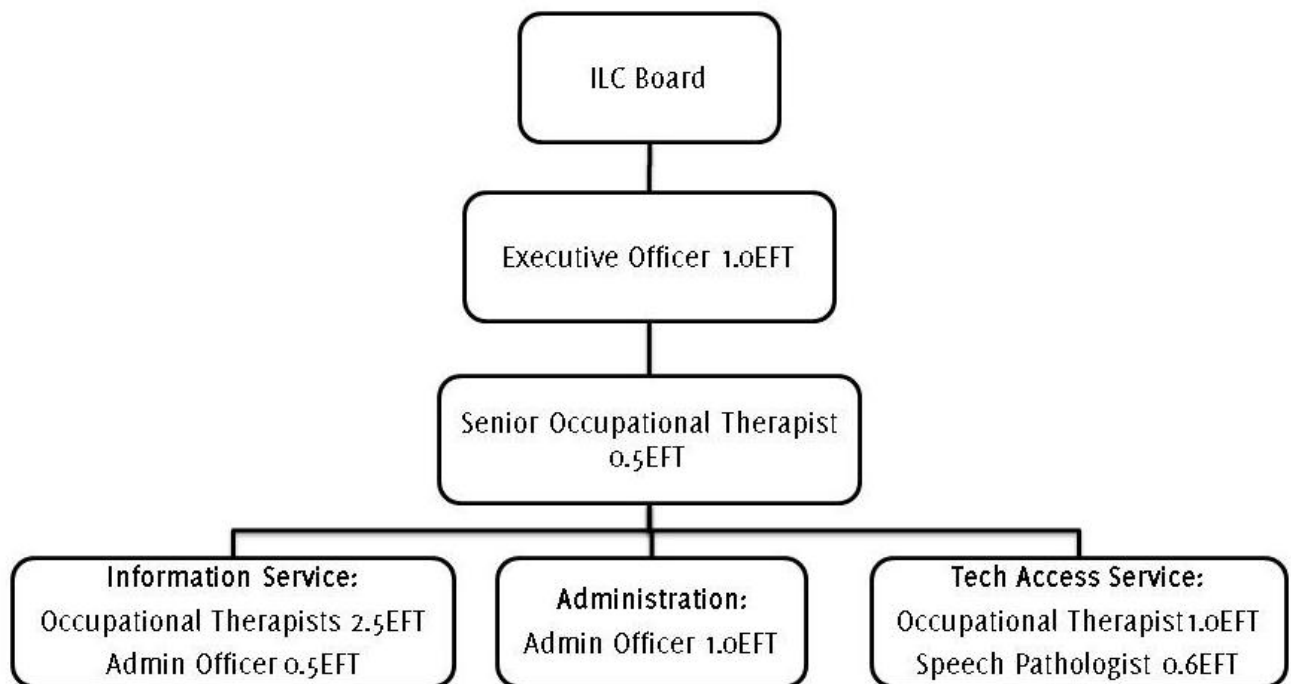 ILC Board
Executive Officer 1.0EFT
Senior Occupational Therapist
0.5EFT
Information Service:
Occupational Therapists 2.5EFT
Admin Officer 0.5EFT
Administration:
Admin Officer 1.0EFT
Tech Access Service:
Occupational Therapist 1.0EFT
Speech Pathologist 0.6EFT